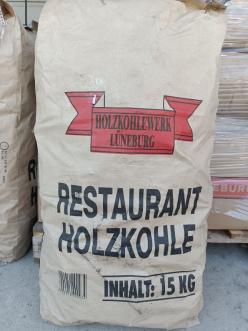 HOLZKOHLEWERK
LÜNEBURG
RESTAURANT
HOLZKOHLE
INHALT: 15 KG